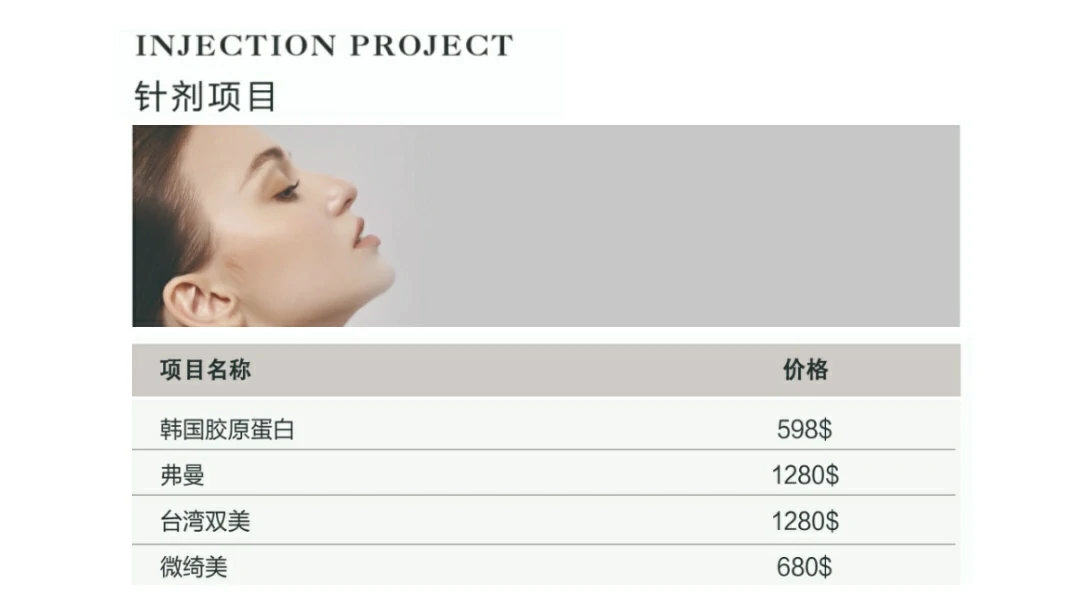 INJECTION PROJECT
针剂项目
项目名称 价格
韩国胶原蛋白 598$
弗曼 1280$
台湾双美 1280$
微绮美 680$